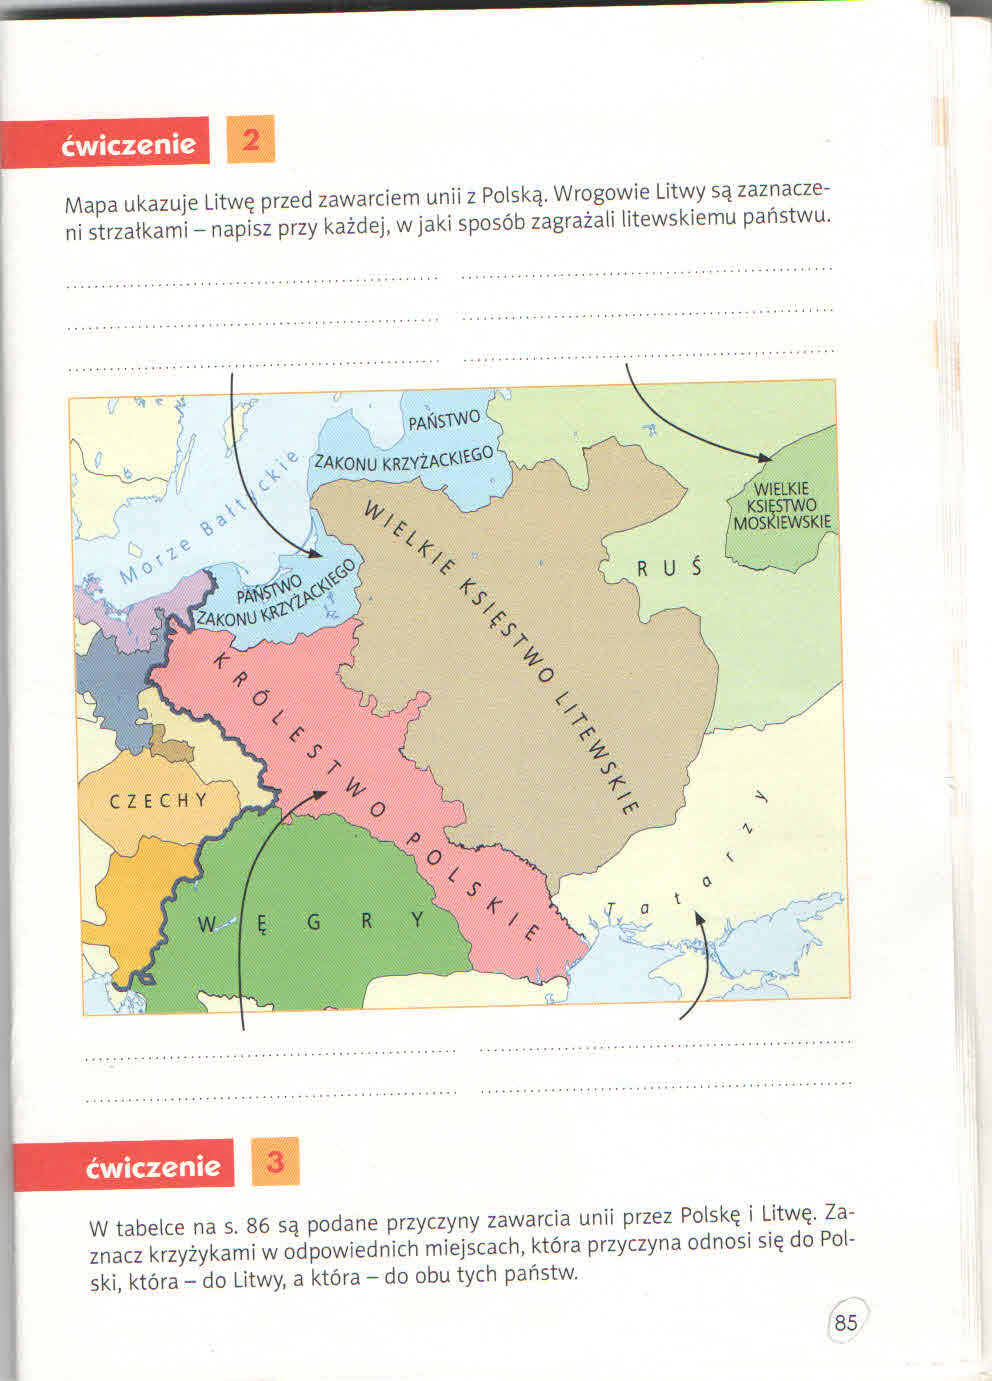 ćwiczenie 2
Mapa ukazuje Litwę przed zawarciem unii z Polską. Wrogowie Litwy są zaznacze-
ni strzałkami – napisz przy każdej, w jaki sposób zagrażali litewskiemu państwu.
PAŃSTWO
ZAKONU KRZYŻACKIEGO
WIELKIE
KSIĘSTWO
MOSKIEWSKIE
Morze Bałtyckie
WIELKIE KSIĘSTWO LITEWSKIE
RUŚ
PAŃSTWO
ZAKONU KRZYŻACKIEGO
KRÓLESTWO POLSKIE
CZECHY
Tatarzy
WĘGRY
ćwiczenie 3
W tabelce na s. 86 są podane przyczyny zawarcia unii przez Polskę i Litwę. Za-
znacz krzyżykami w odpowiednich miejscach, która przyczyna odnosi się do Pol-
ski, która – do Litwy, a która – do obu tych państw.
85